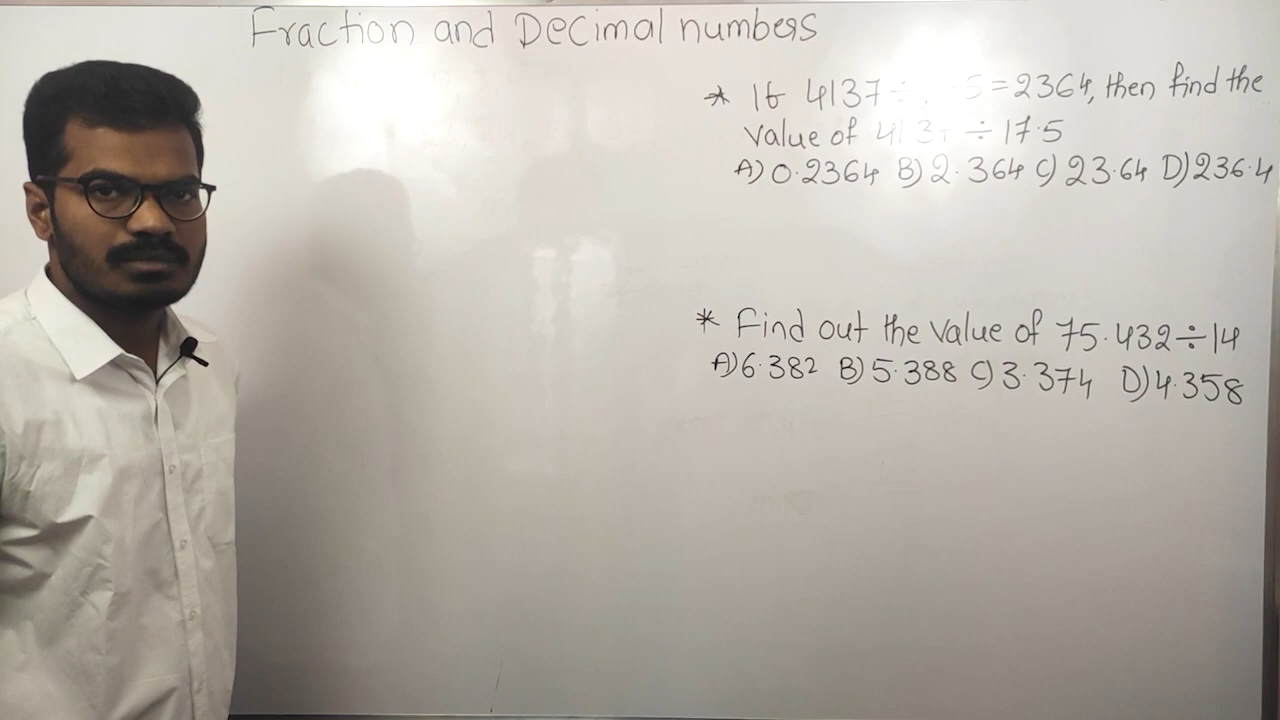 Fraction and Decimal numbers
* If 4137 ÷ 5 = 2364, then find the
value of 413 ÷ 17.5
A) 0.2364 B) 2.364 C) 23.64 D) 236.4
* Find out the value of 75.432 ÷ 14
A) 6.382 B) 5.388 C) 3.374 D) 4.358